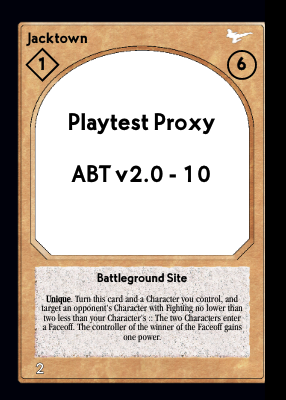 Jacktown
1
6
Playtest Proxy
ABT v2.0 - 10
Battleground Site
Unique. Turn this card and a Character you control, and
target an opponent's Character with Fighting no lower than
two less than your Character's :: The two Characters enter
a Faceoff. The controller of the winner of the Faceoff gains
one power.
2